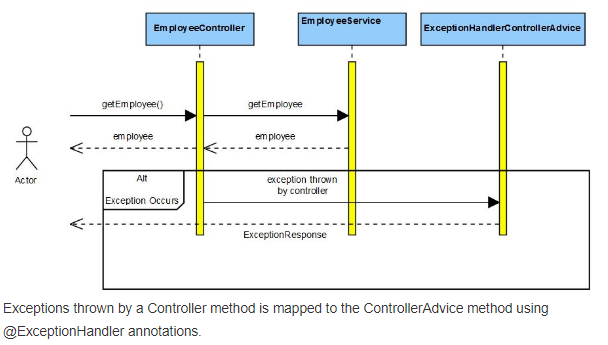 EmployeeController
EmployeeService
ExceptionHandlerControllerAdvice
getEmployee()
getEmployee
employee
employee
Actor
Alt
Exception Occurs
exception thrown
by controller
ExceptionResponse
Exceptions thrown by a Controller method is mapped to the ControllerAdvice method using
@ExceptionHandler annotations.